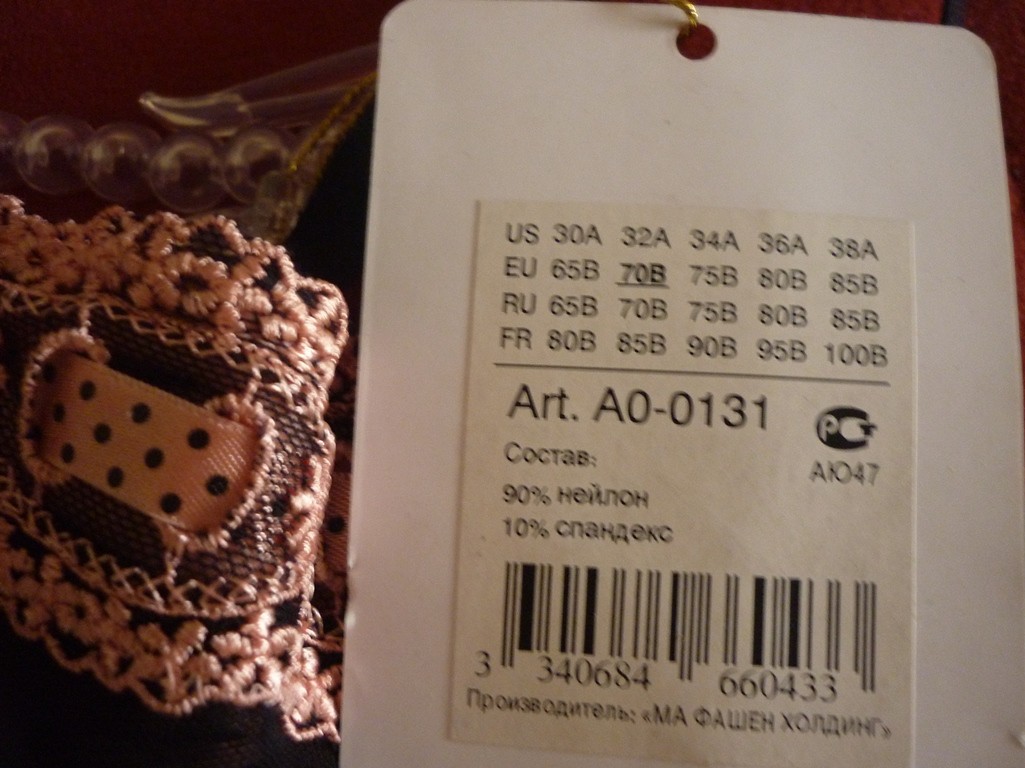 US 30A 32A 34A 36A 38A
EU 65B 70B 75B 80B 85B
RU 65B 70B 75B 80B 85B
FR 80B 85B 90B 95B 100B
Art. A0-0131
РСТ
АЮ47
Состав:
90% нейлон
10% спандекс
3 340684 660433
Производитель: «МА ФАШЕН ХОЛДИНГ»